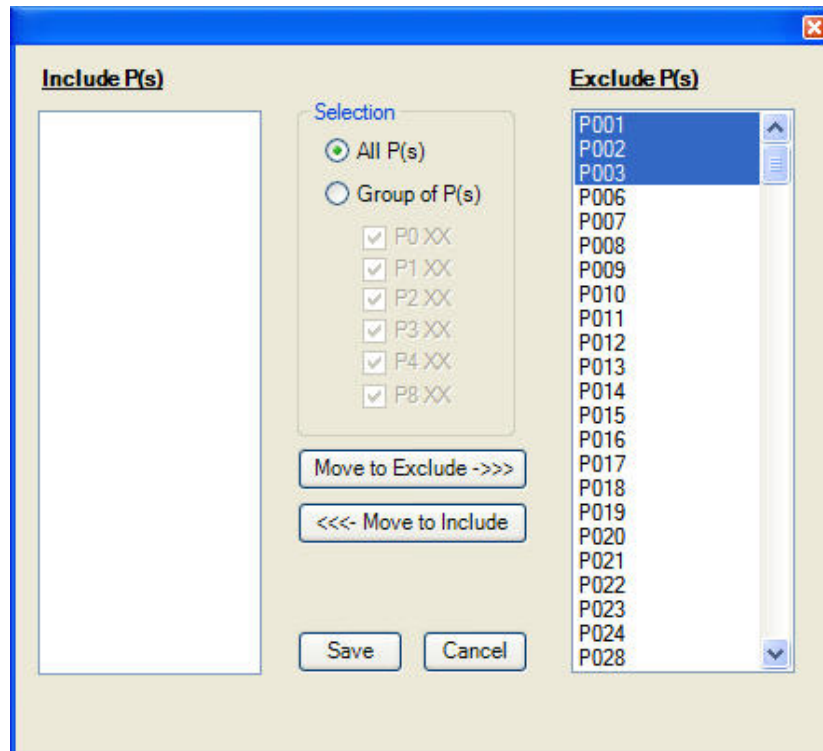 Include P(s)
Selection
All P(s)
Group of P(s)
P0 XX
P1 XX
P2 XX
P3 XX
P4 XX
P8 XX
Move to Exclude ->>>
<<<- Move to Include
Save
Cancel
Exclude P(s)
P001
P002
P003
P006
P007
P008
P009
P010
P011
P012
P013
P014
P015
P016
P017
P018
P019
P020
P021
P022
P023
P024
P028